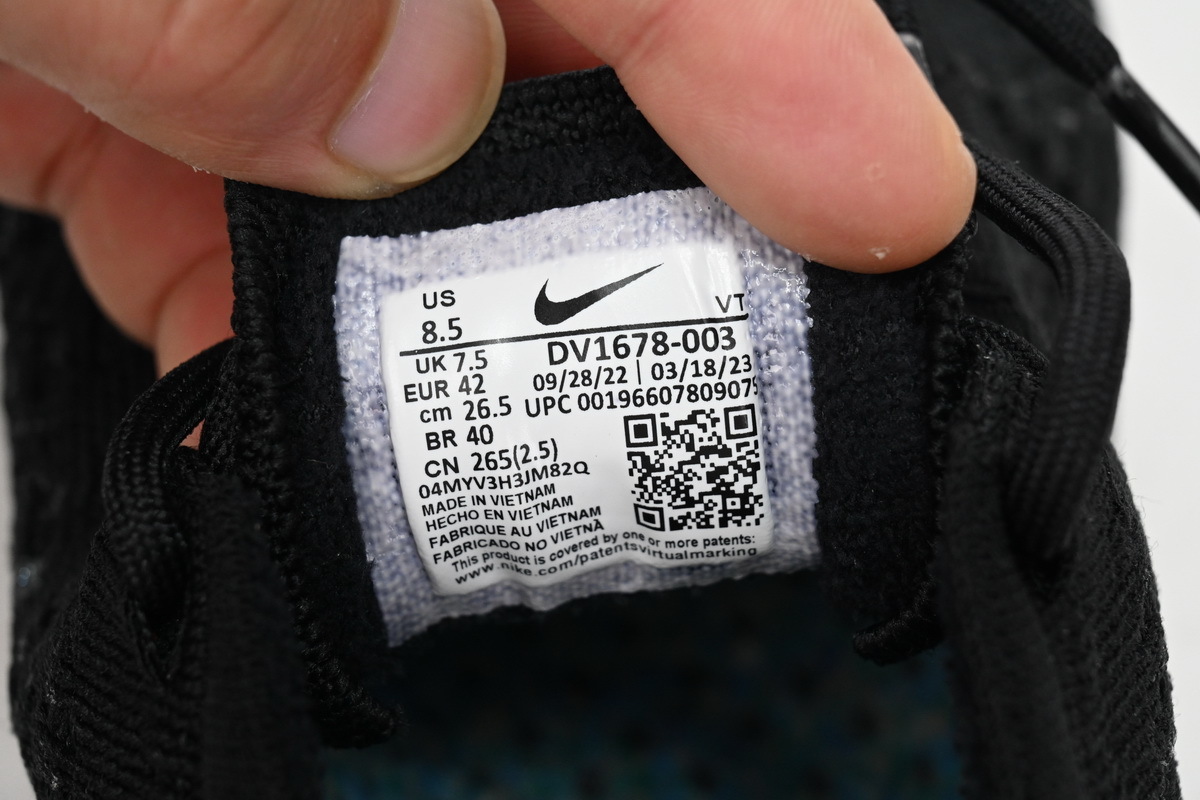 US
8.5
VT
UK 7.5
EUR 42
cm 26.5
BR 40
CN 265(2.5)
DV1678-003
09/28/22 | 03/18/23
UPC 00196607809079
04MYV3H3JM82Q
MADE IN VIETNAM
HECHO EN VIETNAM
FABRIQUE AU VIETNAM
FABRICADO NO VIETNÃ
This product is covered by one or more patents:
www.nike.com/patentsvirtualmarking